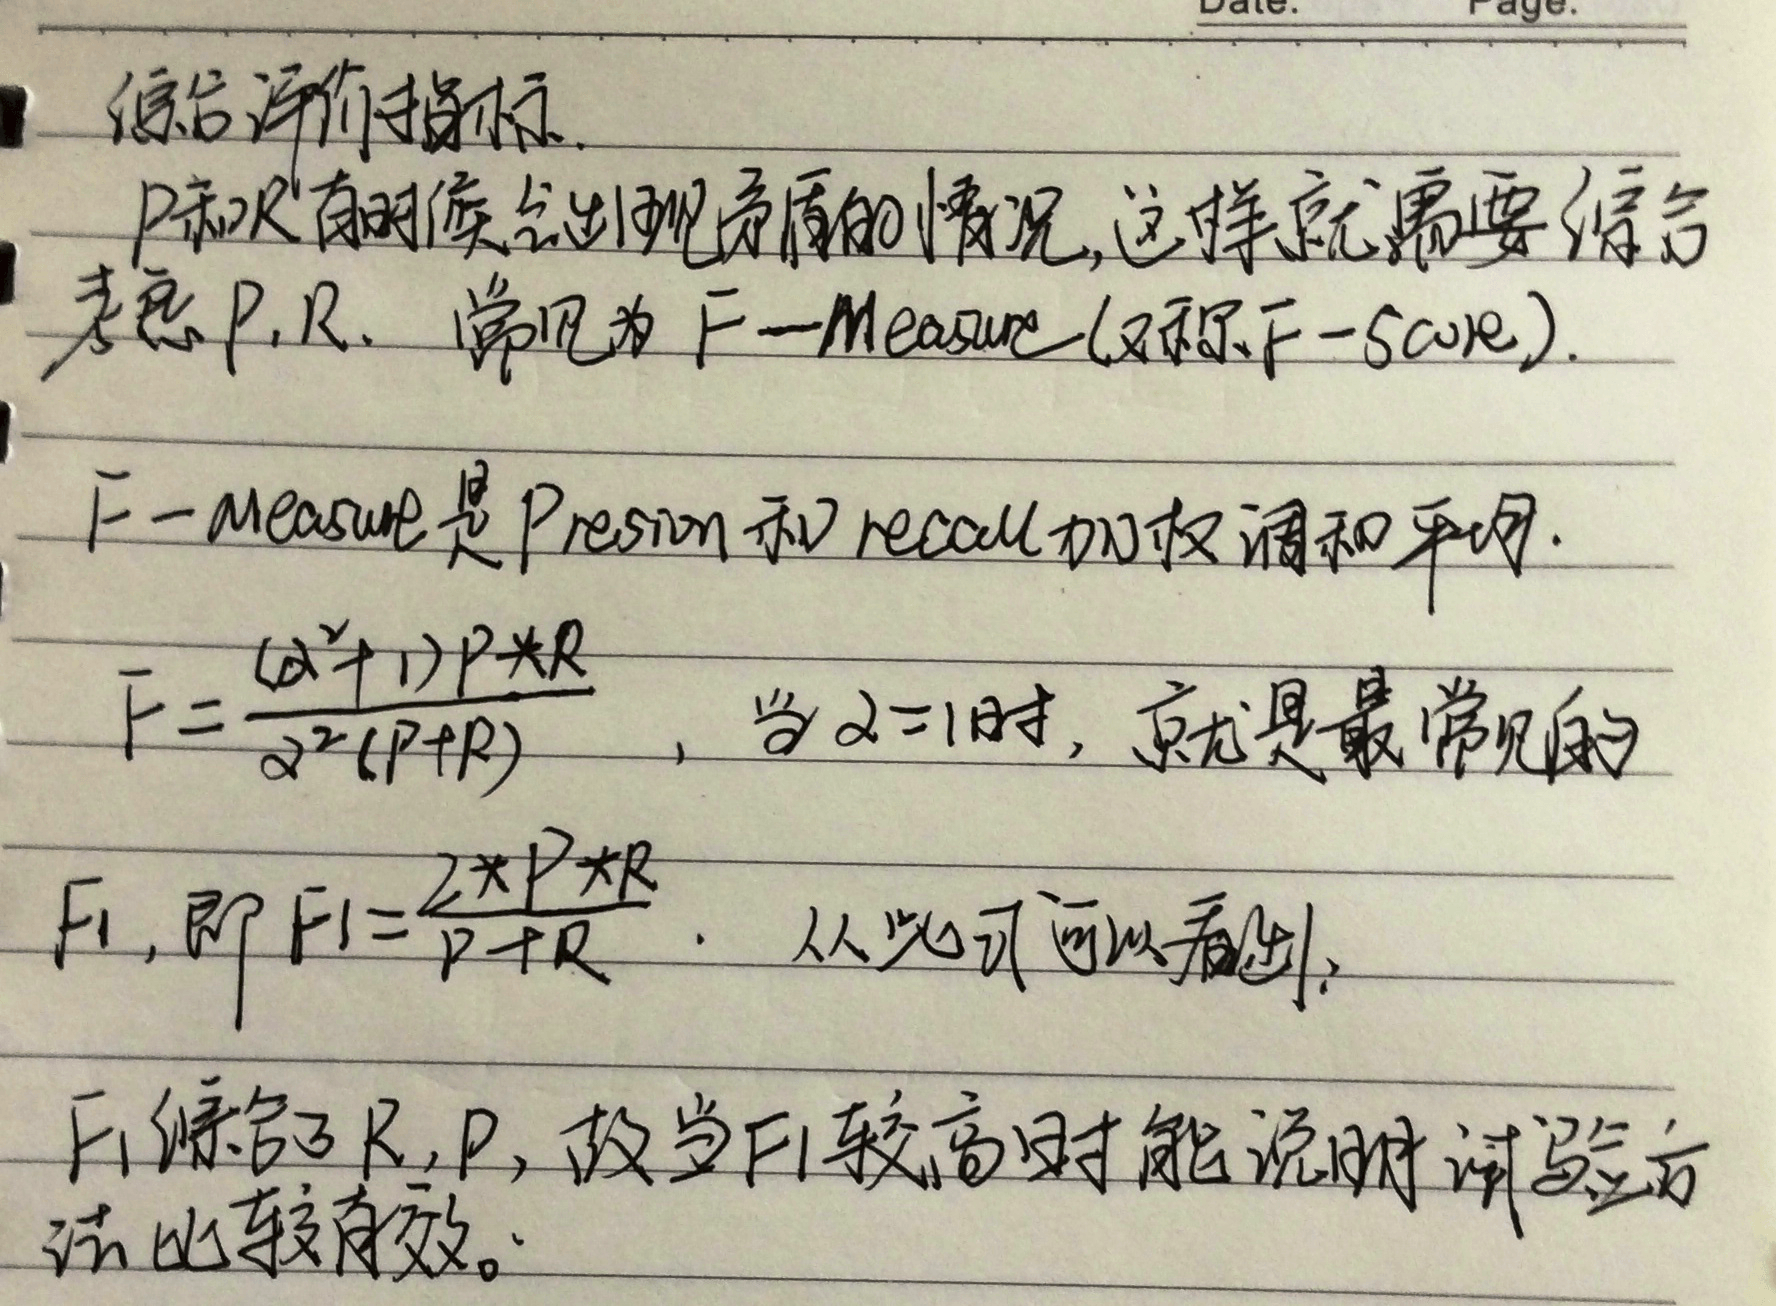 Date: Page:
综合评价指标.
P和R有时候会出现矛盾的情况,这样就需要综合
考虑P,R. 常见为 F-Measure(又称F-Score).
F-Measure是Presion和recall加权调和平均.
F=\frac{(α²+1)P*R}{α²(P+R)}, 当α=1时, 就是最常见的
F1,即F1=\frac{2*P*R}{P+R}. 从此式可以看出,
F1综合了R,P,故当F1较高时能说明试验方
法比较有效。